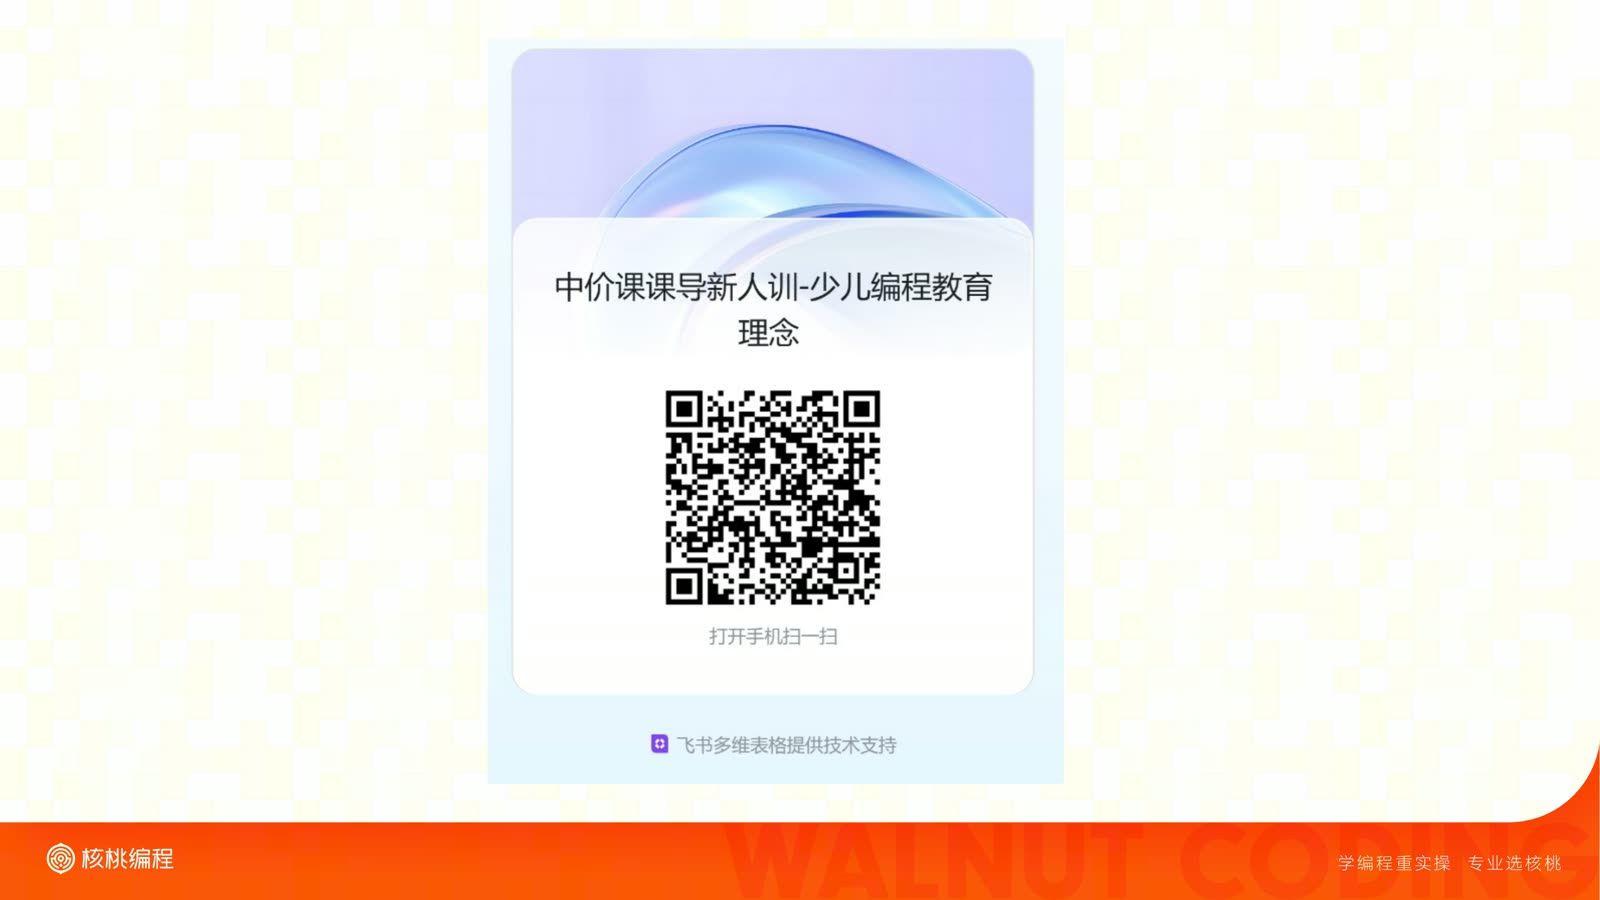 中价课课导新人训-少儿编程教育
理念
打开手机扫一扫
飞书多维表格提供技术支持
核桃编程
WALNUT CODING
学编程重实操 专业选核桃